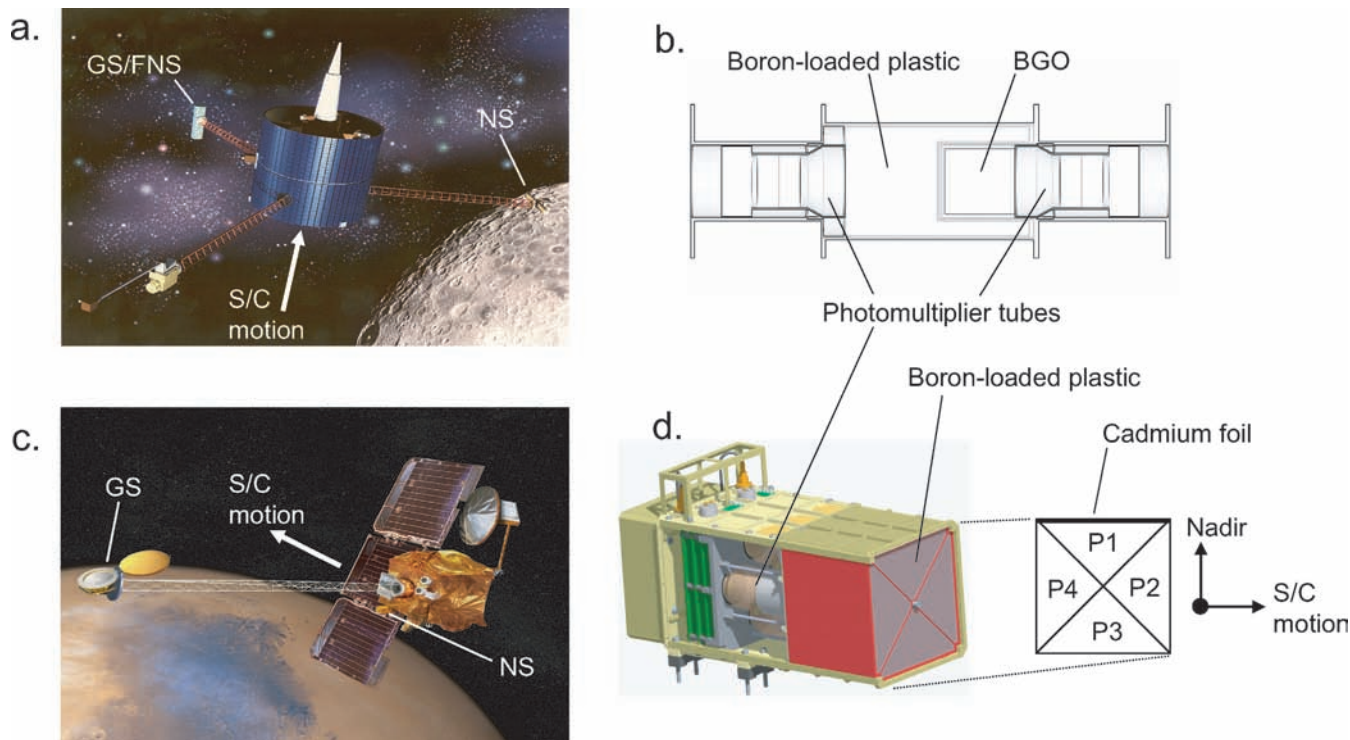 a.
GS/FNS
NS
S/C
motion
b.
Boron-loaded plastic
BGO
Photomultiplier tubes
c.
GS
S/C
motion
NS
d.
Boron-loaded plastic
Cadmium foil
P1
P4
P2
P3
Nadir
S/C
motion